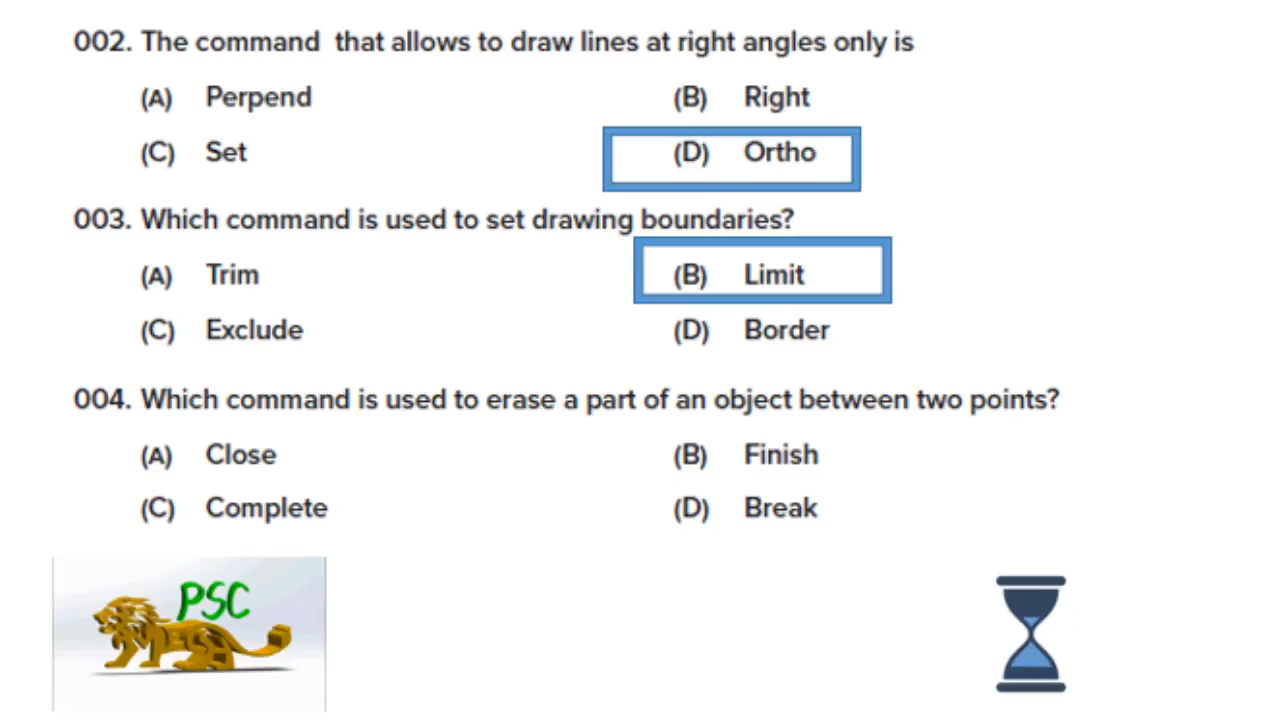 002. The command that allows to draw lines at right angles only is
(A) Perpend (B) Right
(C) Set (D) Ortho
003. Which command is used to set drawing boundaries?
(A) Trim (B) Limit
(C) Exclude (D) Border
004. Which command is used to erase a part of an object between two points?
(A) Close (B) Finish
(C) Complete (D) Break
PSC